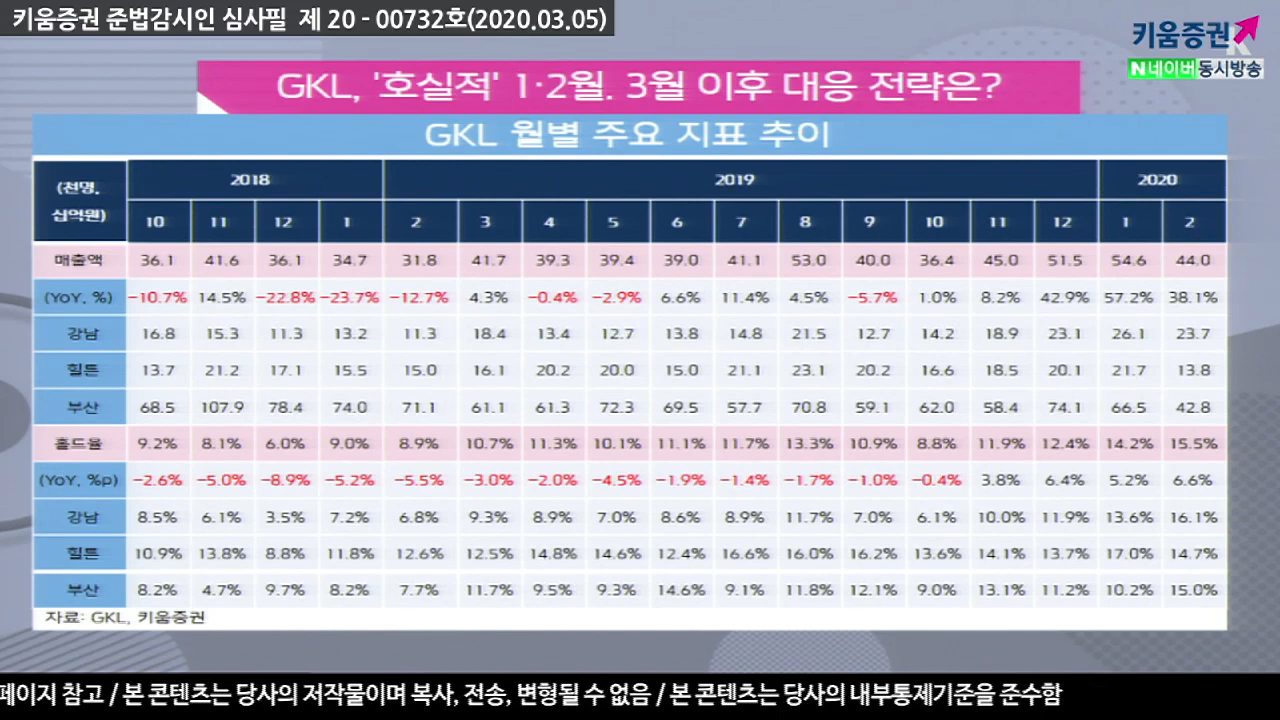 키움증권 준법감시인 심사필 제 20 - 00732호(2020.03.05)
키움증권
N네이버동시방송
GKL, '호실적' 1·2월. 3월 이후 대응 전략은?
GKL 월별 주요 지표 추이
(천명, 십억원) 2018 2019 2020
10 11 12 1 2 3 4 5 6 7 8 9 10 11 12 1 2
매출액 36.1 41.6 36.1 34.7 31.8 41.7 39.3 39.4 39.0 41.1 53.0 40.0 36.4 45.0 51.5 54.6 44.0
(YoY, %) -10.7% 14.5% -22.8% -23.7% -12.7% 4.3% -0.4% -2.9% 6.6% 11.4% 4.5% -5.7% 1.0% 8.2% 42.9% 57.2% 38.1%
강남 16.8 15.3 11.3 13.2 11.3 18.4 13.4 12.7 13.8 14.8 21.5 12.7 14.2 18.9 23.1 26.1 23.7
힐튼 13.7 21.2 17.1 15.5 15.0 16.1 20.2 20.0 15.0 21.1 23.1 20.2 16.6 18.5 20.1 21.7 13.8
부산 68.5 107.9 78.4 74.0 71.1 61.1 61.3 72.3 69.5 57.7 70.8 59.1 62.0 58.4 74.1 66.5 42.8
홀드율 9.2% 8.1% 6.0% 9.0% 8.9% 10.7% 11.3% 10.1% 11.1% 11.7% 13.3% 10.9% 8.8% 11.9% 12.4% 14.2% 15.5%
(YoY, %p) -2.6% -5.0% -8.9% -5.2% -5.5% -3.0% -2.0% -4.5% -1.9% -1.4% -1.7% -1.0% -0.4% 3.8% 6.4% 5.2% 6.6%
강남 8.5% 6.1% 3.5% 7.2% 6.8% 9.3% 8.9% 7.0% 8.6% 8.9% 11.7% 7.0% 6.1% 10.0% 11.9% 13.6% 16.1%
힐튼 10.9% 13.8% 8.8% 11.8% 12.6% 12.5% 14.8% 14.6% 12.4% 16.6% 16.0% 16.2% 13.6% 14.1% 13.7% 17.0% 14.7%
부산 8.2% 4.7% 9.7% 8.2% 7.7% 11.7% 9.5% 9.3% 14.6% 9.1% 11.8% 12.1% 9.0% 13.1% 11.2% 10.2% 15.0%
자료: GKL, 키움증권
페이지 참고 / 본 콘텐츠는 당사의 저작물이며 복사, 전송, 변형될 수 없음 / 본 콘텐츠는 당사의 내부통제기준을 준수함